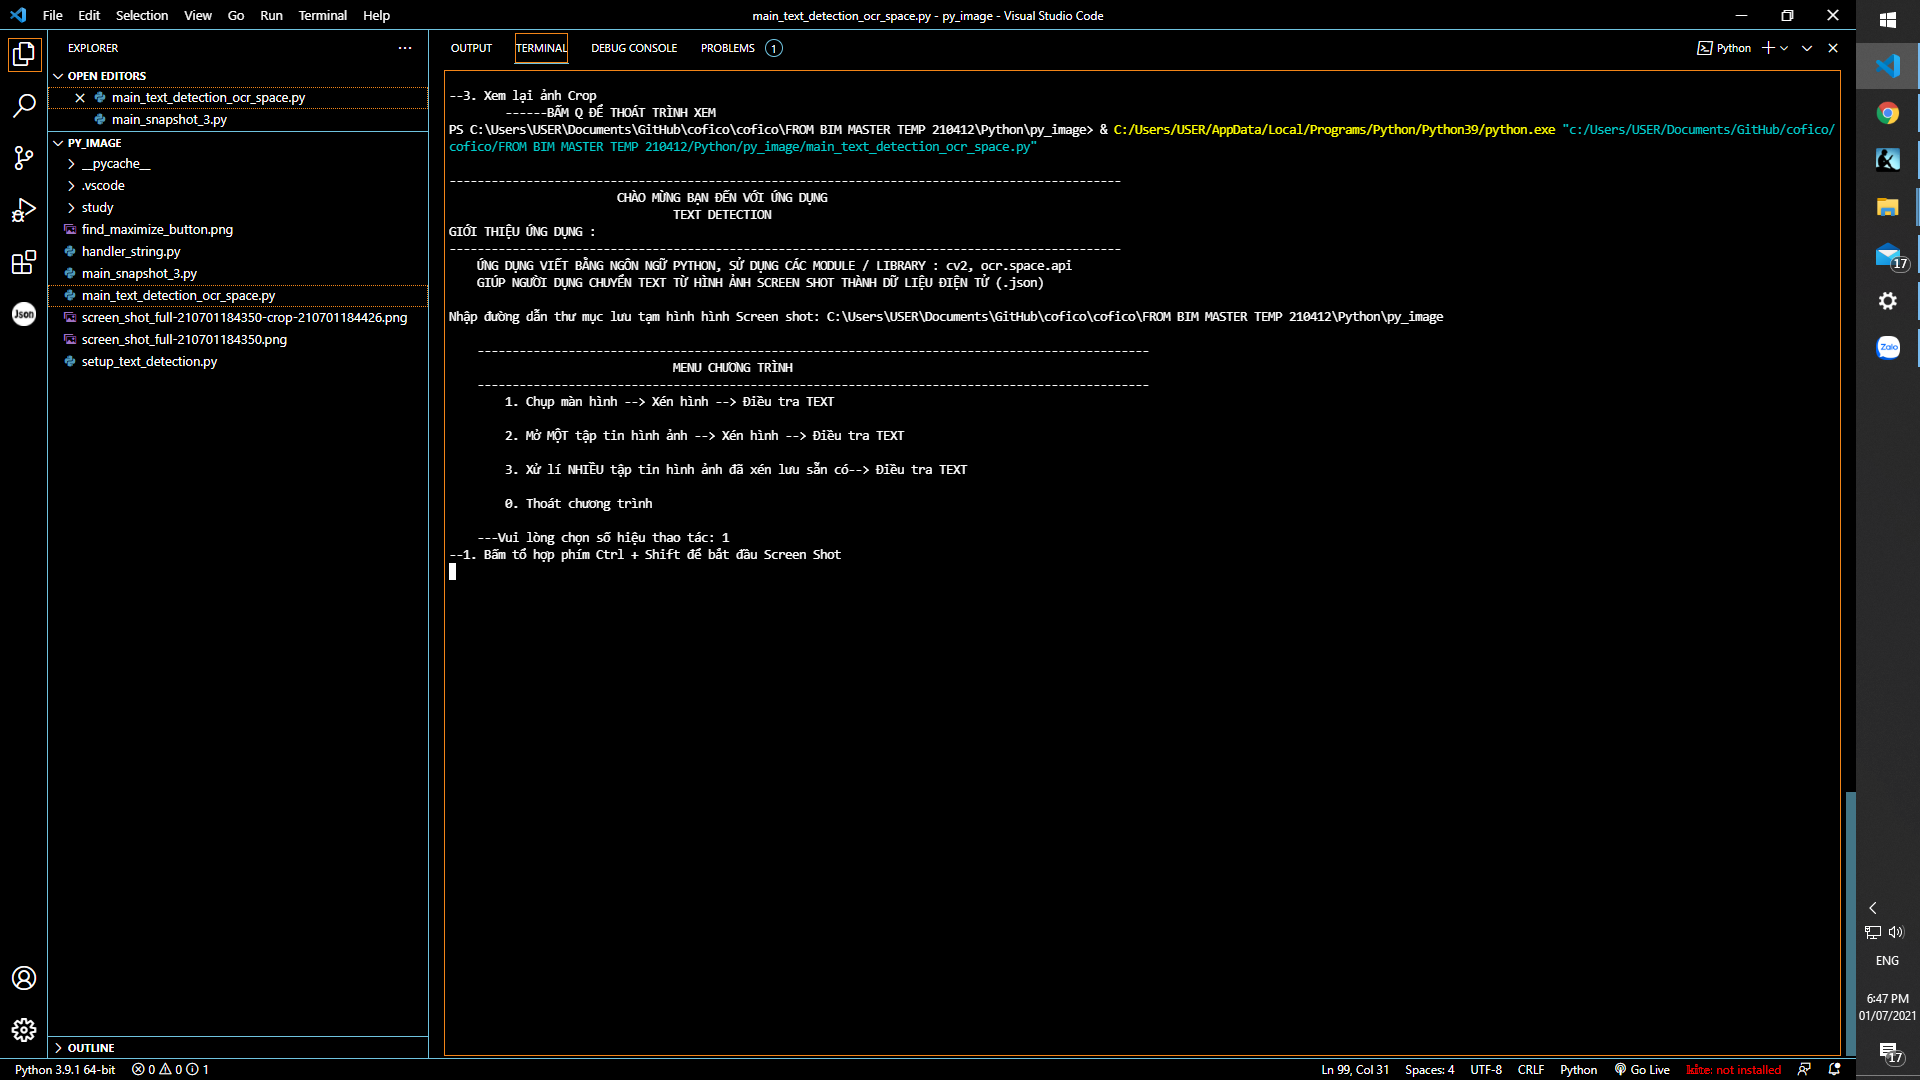 File Edit Selection View Go Run Terminal Help
main_text_detection_ocr_space.py - py_image - Visual Studio Code
EXPLORER
OPEN EDITORS
main_text_detection_ocr_space.py
main_snapshot_3.py
PY_IMAGE
__pycache__
.vscode
study
find_maximize_button.png
handler_string.py
main_snapshot_3.py
main_text_detection_ocr_space.py
screen_shot_full-210701184350-crop-210701184426.png
screen_shot_full-210701184350.png
setup_text_detection.py
Json
OUTLINE
OUTPUT TERMINAL DEBUG CONSOLE PROBLEMS 1
Python
--3. Xem lại ảnh Crop
------BẤM Q ĐỂ THOÁT TRÌNH XEM
PS C:\Users\USER\Documents\GitHub\cofico\cofico\FROM BIM MASTER TEMP 210412\Python\py_image> & C:/Users/USER/AppData/Local/Programs/Python/Python39/python.exe "c:/Users/USER/Documents/GitHub/cofico/
cofico/FROM BIM MASTER TEMP 210412/Python/py_image/main_text_detection_ocr_space.py"
------------------------------------------------------------------------------------------------
CHÀO MỪNG BẠN ĐẾN VỚI ỨNG DỤNG
TEXT DETECTION
GIỚI THIỆU ỨNG DỤNG :
------------------------------------------------------------------------------------------------
ỨNG DỤNG VIẾT BẰNG NGÔN NGỮ PYTHON, SỬ DỤNG CÁC MODULE / LIBRARY : cv2, ocr.space.api
GIÚP NGƯỜI DỤNG CHUYỂN TEXT TỪ HÌNH ẢNH SCREEN SHOT THÀNH DỮ LIỆU ĐIỆN TỬ (.json)
Nhập đường dẫn thư mục lưu tạm hình hình Screen shot: C:\Users\USER\Documents\GitHub\cofico\cofico\FROM BIM MASTER TEMP 210412\Python\py_image
------------------------------------------------------------------------------------------------
MENU CHƯƠNG TRÌNH
------------------------------------------------------------------------------------------------
1. Chụp màn hình --> Xén hình --> Điều tra TEXT
2. Mở MỘT tập tin hình ảnh --> Xén hình --> Điều tra TEXT
3. Xử lí NHIỀU tập tin hình ảnh đã xén lưu sẵn có--> Điều tra TEXT
0. Thoát chương trình
---Vui lòng chọn số hiệu thao tác: 1
--1. Bấm tổ hợp phím Ctrl + Shift để bắt đầu Screen Shot
17
Zalo
ENG
6:47 PM
01/07/2021
17
Python 3.9.1 64-bit 0 0 1
Ln 99, Col 31 Spaces: 4 UTF-8 CRLF Python Go Live kite: not installed